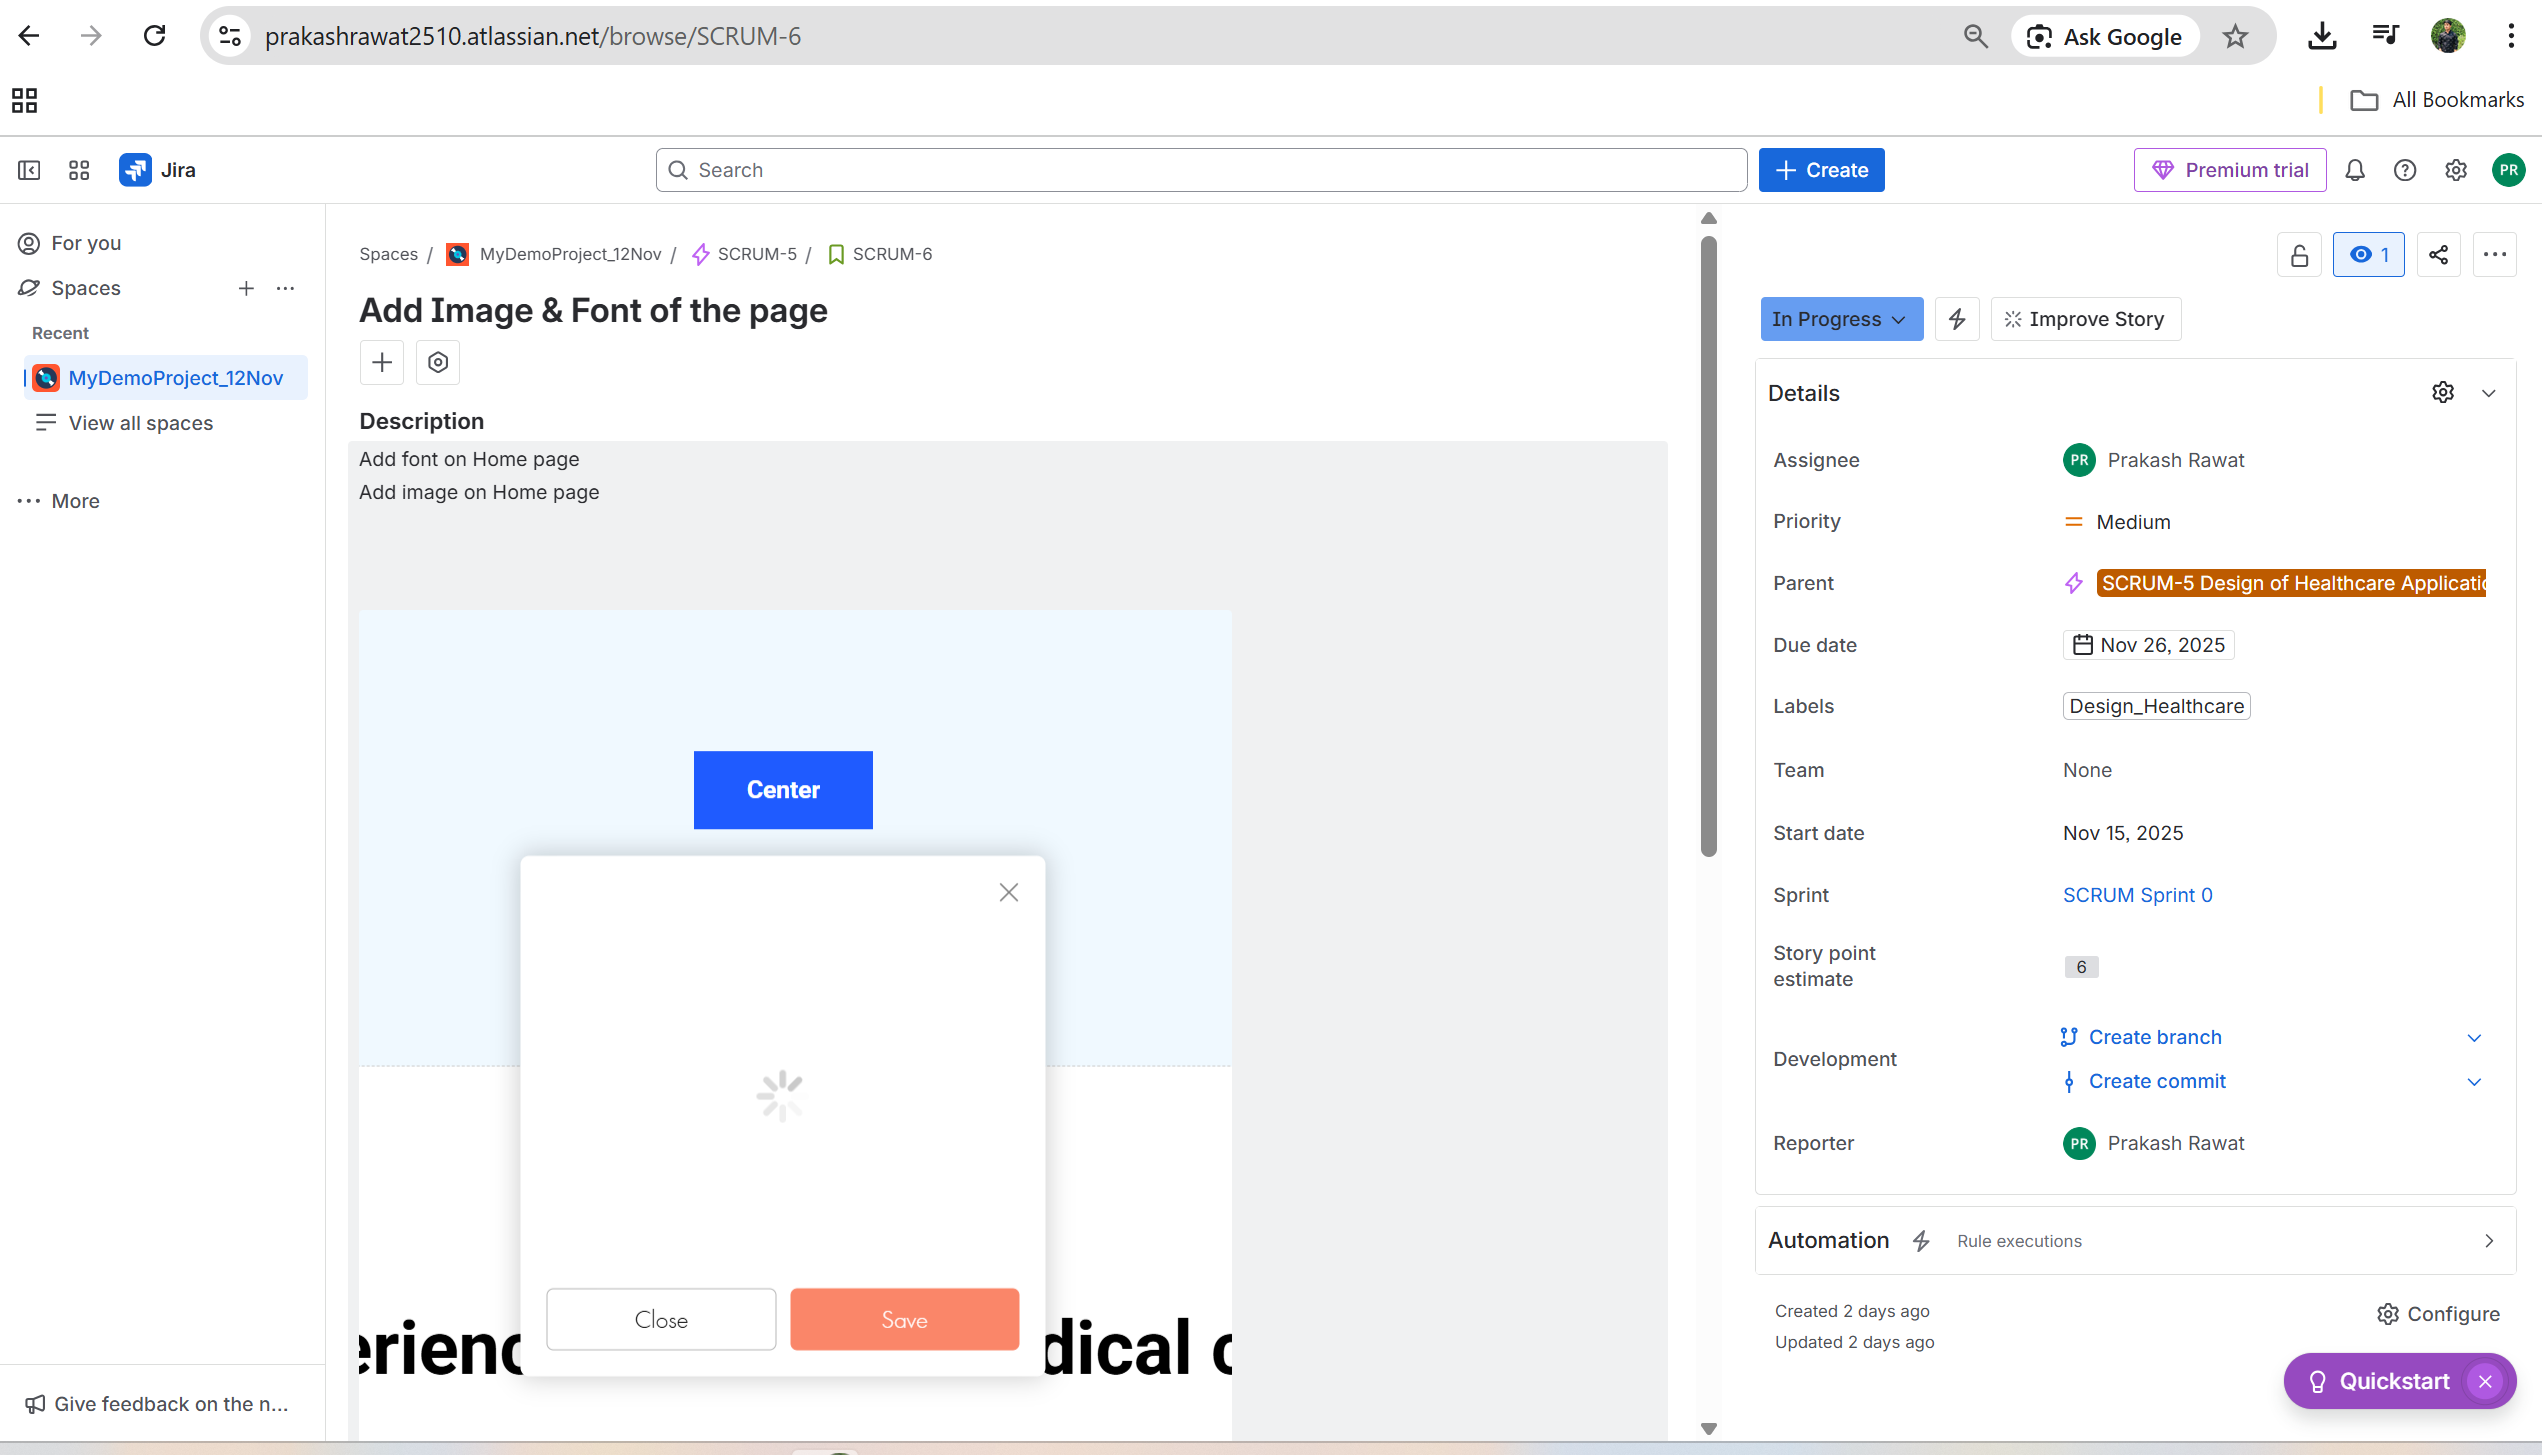 prakashrawat2510.atlassian.net/browse/SCRUM-6
Ask Google
All Bookmarks
Jira
Search
Create
Premium trial
PR
For you
Spaces
Recent
MyDemoProject_12Nov
View all spaces
More
Give feedback on the n...
Spaces / MyDemoProject_12Nov / SCRUM-5 / SCRUM-6
Add Image & Font of the page
Description
Add font on Home page
Add image on Home page
Center
Close
Save
erienc
dical c
1
In Progress
Improve Story
Details
Assignee
PR Prakash Rawat
Priority
Medium
Parent
SCRUM-5 Design of Healthcare Applicatio
Due date
Nov 26, 2025
Labels
Design_Healthcare
Team
None
Start date
Nov 15, 2025
Sprint
SCRUM Sprint 0
Story point
estimate
6
Development
Create branch
Create commit
Reporter
PR Prakash Rawat
Automation
Rule executions
Created 2 days ago
Updated 2 days ago
Configure
Quickstart